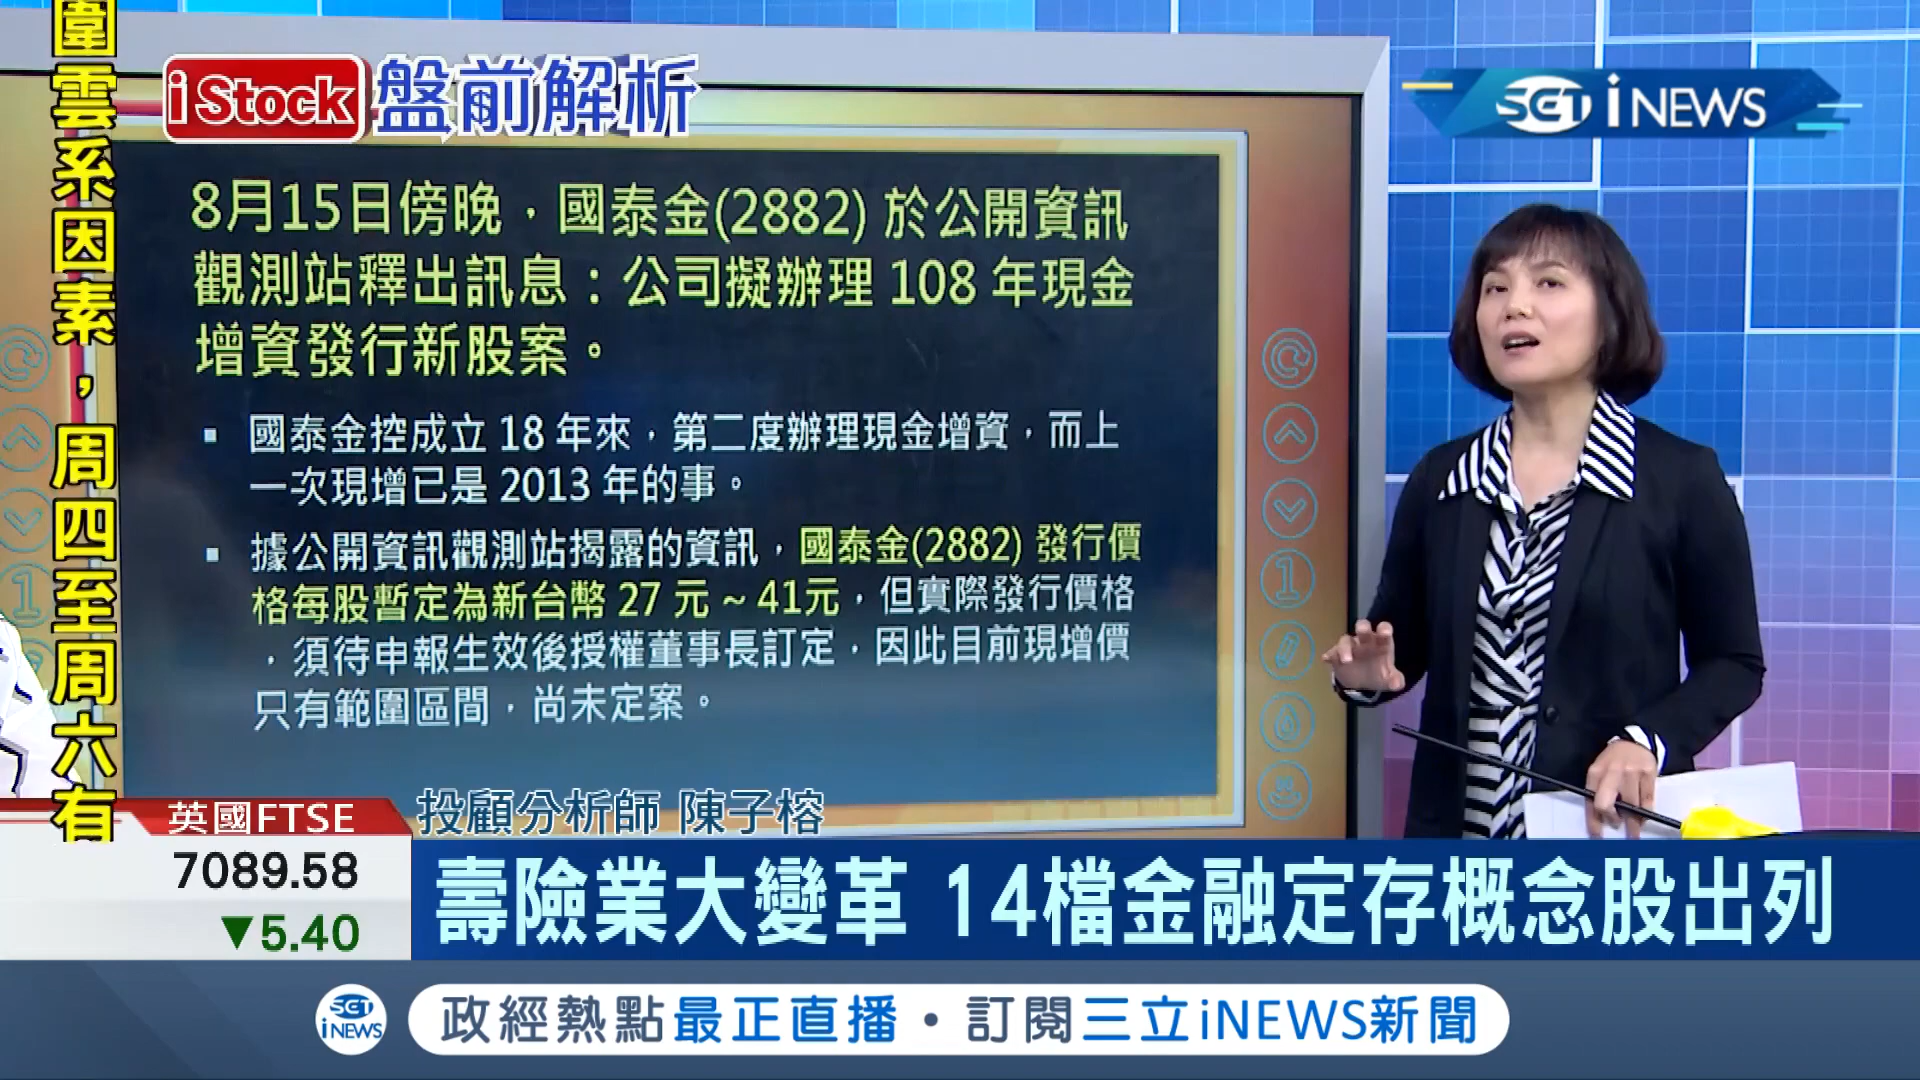 圍雲系因素，周四至周六有
i Stock 盤前解析
SET iNEWS
8月15日傍晚，國泰金(2882) 於公開資訊
觀測站釋出訊息：公司擬辦理 108 年現金
增資發行新股案。
▪ 國泰金控成立 18 年來，第二度辦理現金增資，而上
一次現增已是 2013 年的事。
▪ 據公開資訊觀測站揭露的資訊，國泰金(2882) 發行價
格每股暫定為新台幣 27 元 ~ 41元，但實際發行價格
，須待申報生效後授權董事長訂定，因此目前現增價
只有範圍區間，尚未定案。
投顧分析師 陳子榕
英國FTSE
7089.58
▼5.40
壽險業大變革 14檔金融定存概念股出列
SET iNEWS
政經熱點最正直播・訂閱三立iNEWS新聞